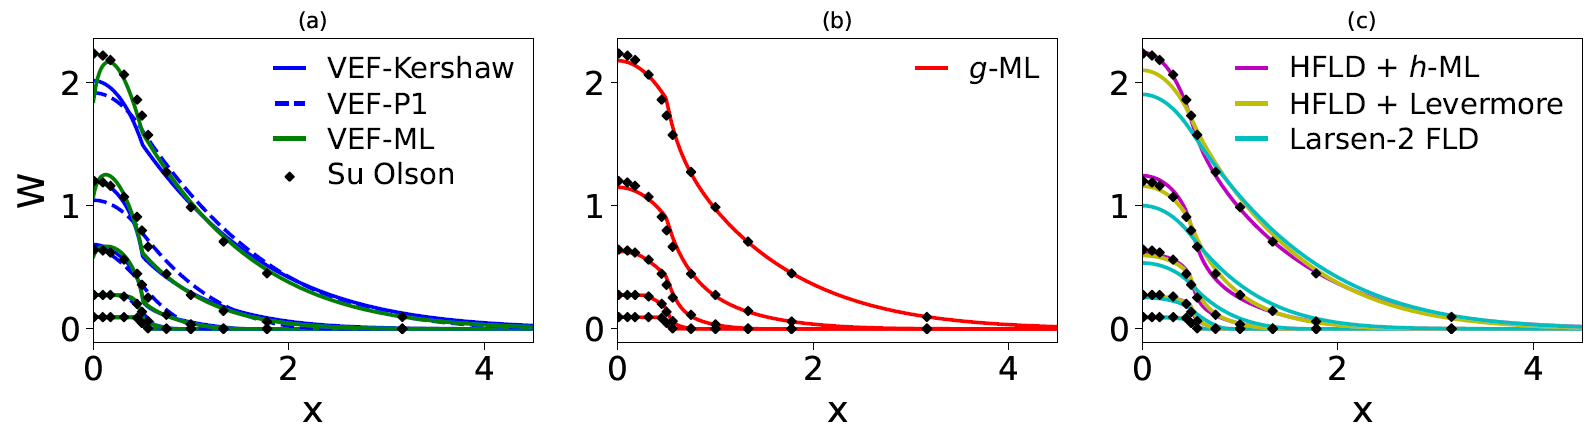 (a)
VEF-Kershaw
VEF-P1
VEF-ML
Su Olson
W
2
1
0
0 2 4
x
(b)
g-ML
2
1
0
0 2 4
x
(c)
HFLD + h-ML
HFLD + Levermore
Larsen-2 FLD
2
1
0
0 2 4
x